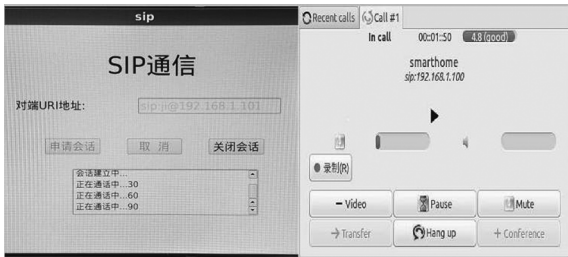 sip
SIP通信
对端URI地址: sip:ji@192.168.1.101
申请会话 取 消 关闭会话
会话建立中...
正在通话中...30
正在通话中...60
正在通话中...90
Recent calls Call #1
In call 00:01:50 4.8 (good)
smarthome
sip:192.168.1.100
录制(R)
Video Pause Mute
Transfer Hang up Conference